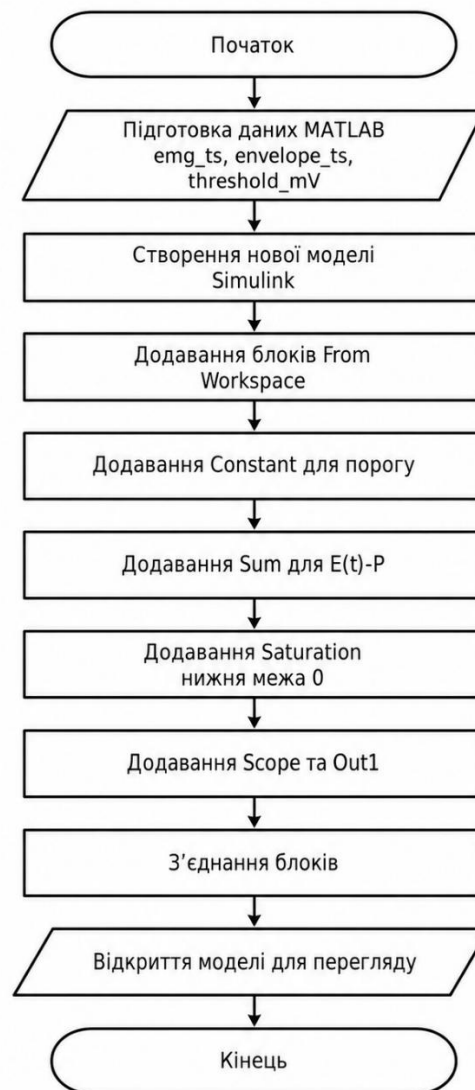 Початок
Підготовка даних MATLAB
emg_ts, envelope_ts,
threshold_mV
Створення нової моделі
Simulink
Додавання блоків From
Workspace
Додавання Constant для порогу
Додавання Sum для E(t)-P
Додавання Saturation
нижня межа 0
Додавання Scope та Out1
З’єднання блоків
Відкриття моделі для перегляду
Кінець